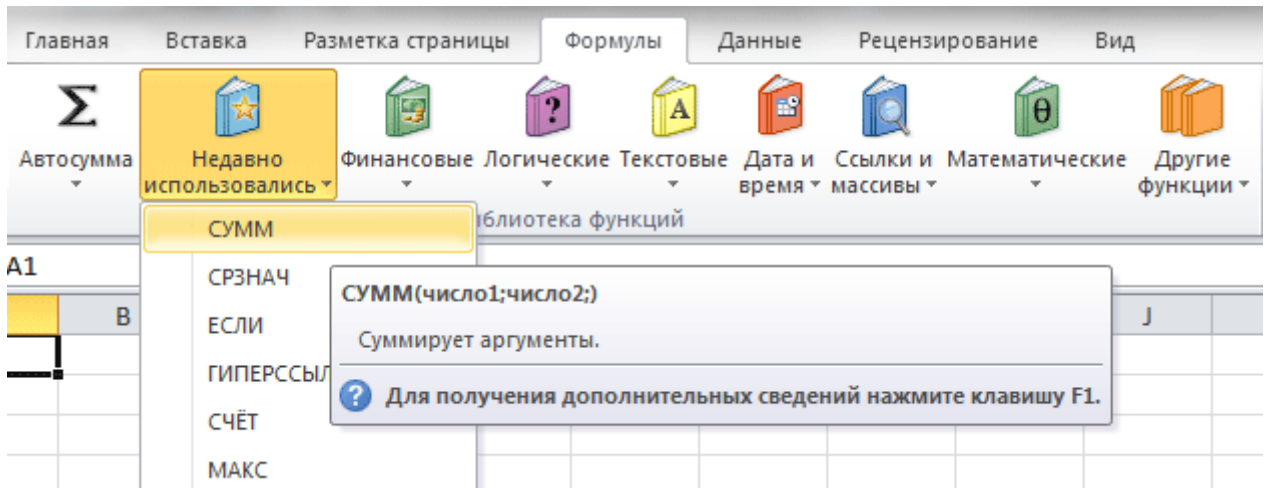 Главная Вставка Разметка страницы Формулы Данные Рецензирование Вид
Σ ? A θ
Автосумма Недавно использовались Финансовые Логические Текстовые Дата и время Ссылки и массивы Математические Другие функции
иблиотека функций
A1
B J
СУММ
СРЗНАЧ
ЕСЛИ
ГИПЕРССЫЛ
СЧЁТ
МАКС
СУММ(число1;число2;)
Суммирует аргументы.
? Для получения дополнительных сведений нажмите клавишу F1.